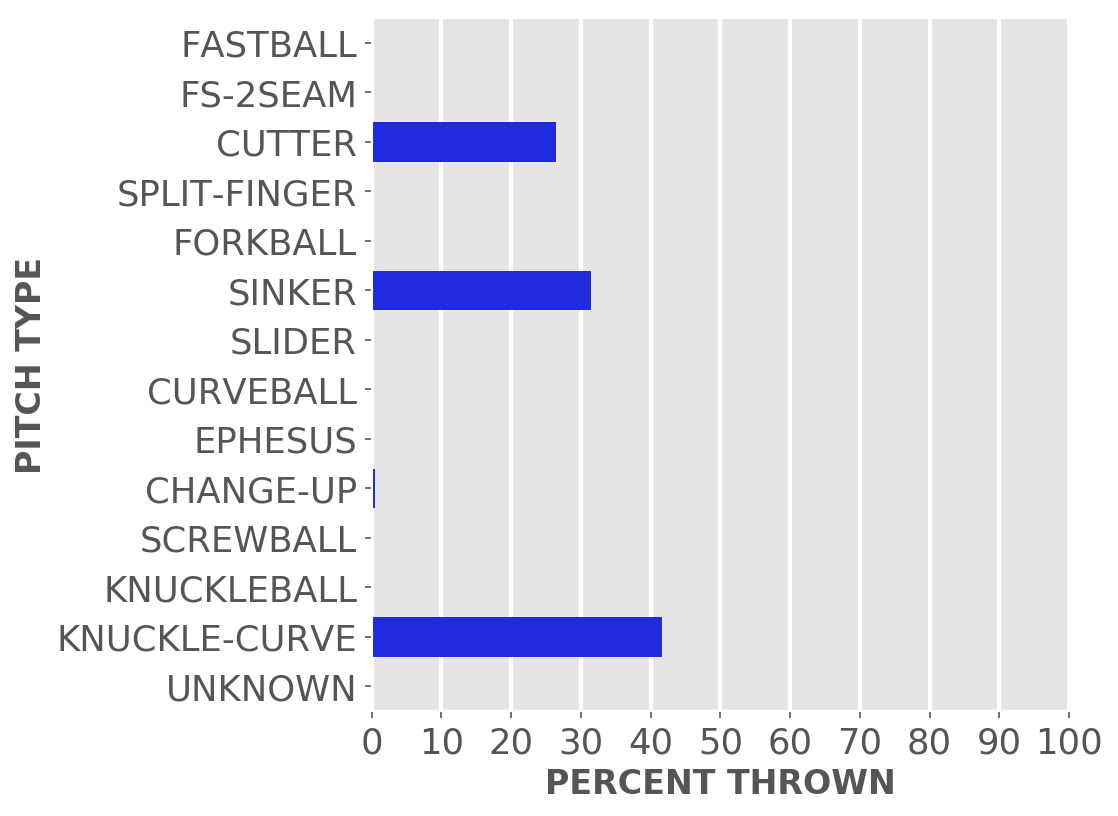 FASTBALL
FS-2SEAM
CUTTER
SPLIT-FINGER
FORKBALL
SINKER
SLIDER
CURVEBALL
EPHESUS
CHANGE-UP
SCREWBALL
KNUCKLEBALL
KNUCKLE-CURVE
UNKNOWN
PITCH TYPE
0 10 20 30 40 50 60 70 80 90 100
PERCENT THROWN